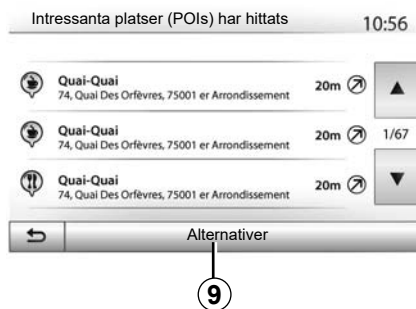 Intressanta platser (POIs) har hittats
10:56
Quai-Quai
74, Quai Des Orfèvres, 75001 er Arrondissement
20m
Quai-Quai
74, Quai Des Orfèvres, 75001 er Arrondissement
20m
1/67
Quai-Quai
74, Quai Des Orfèvres, 75001 er Arrondissement
20m
Alternativer
9